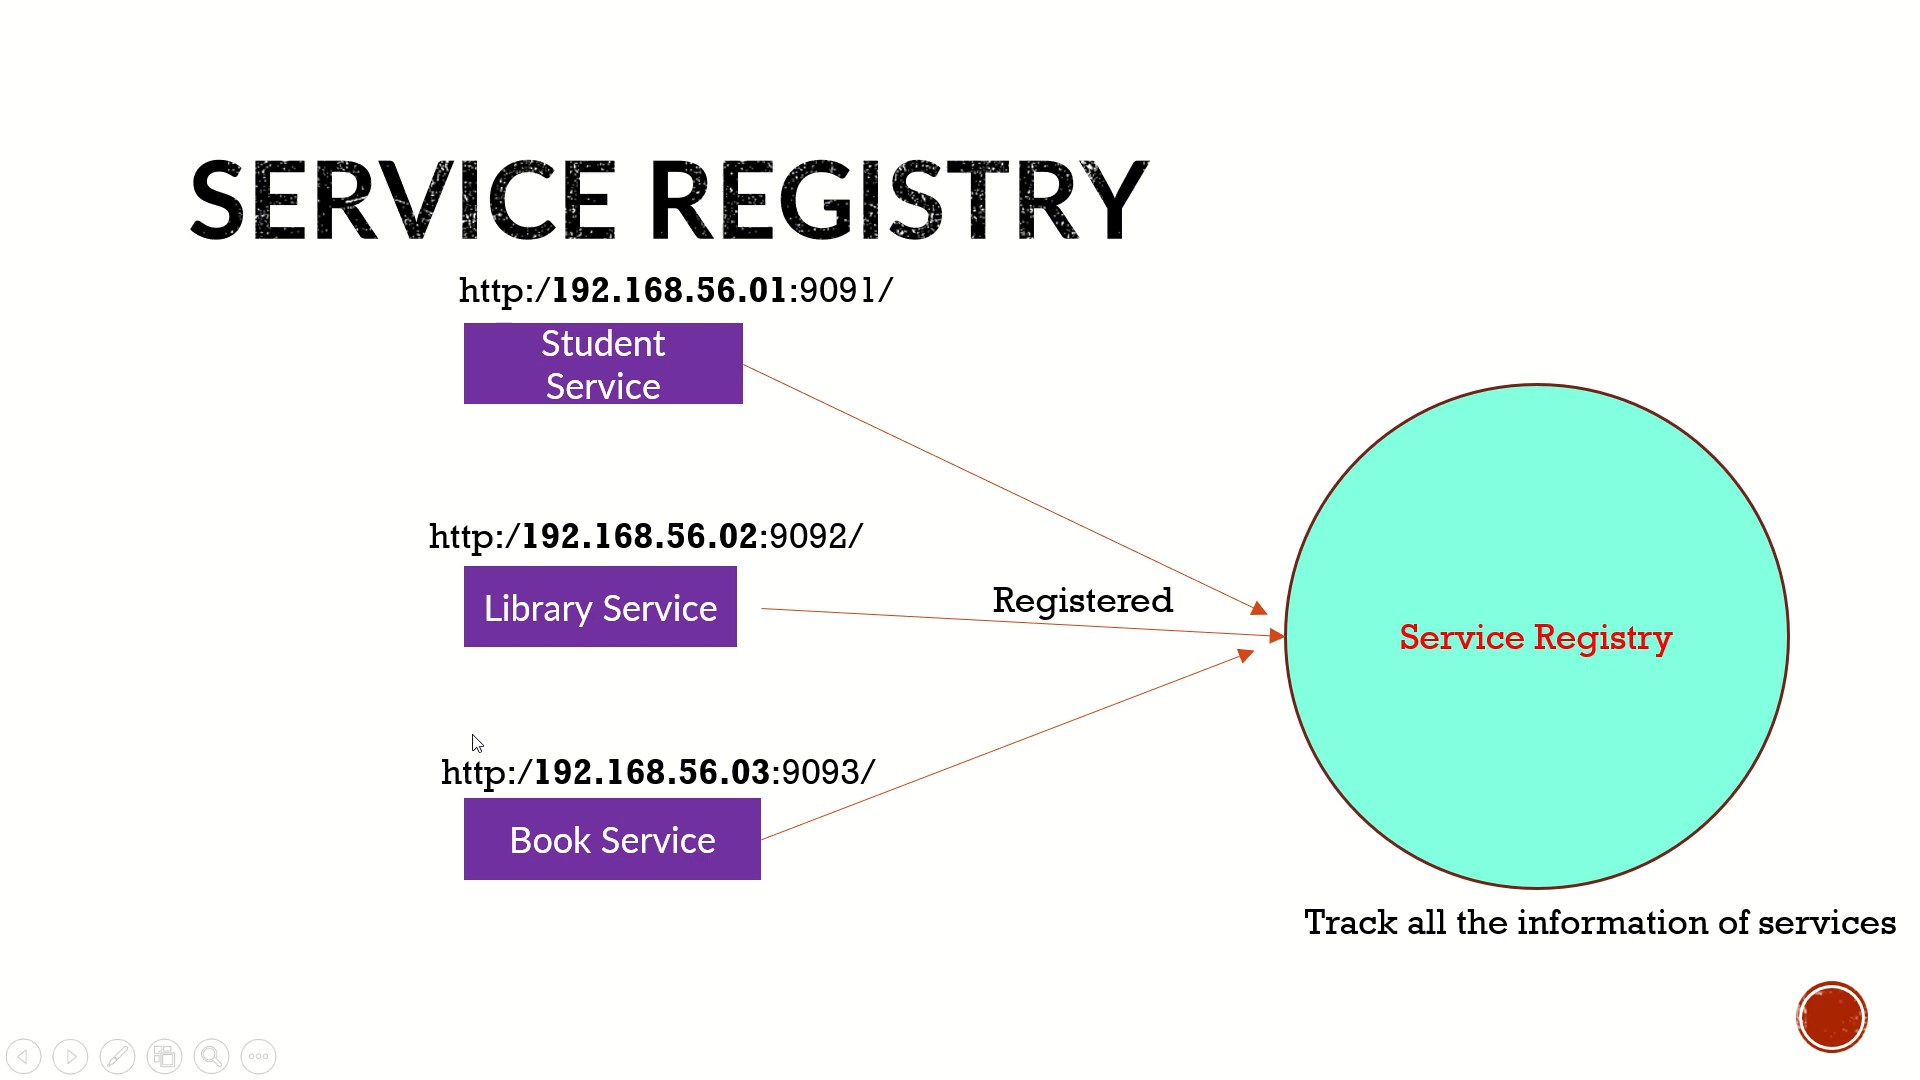 SERVICE REGISTRY
http:/192.168.56.01:9091/
Student
Service
http:/192.168.56.02:9092/
Library Service
Registered
Service Registry
http:/192.168.56.03:9093/
Book Service
Track all the information of services